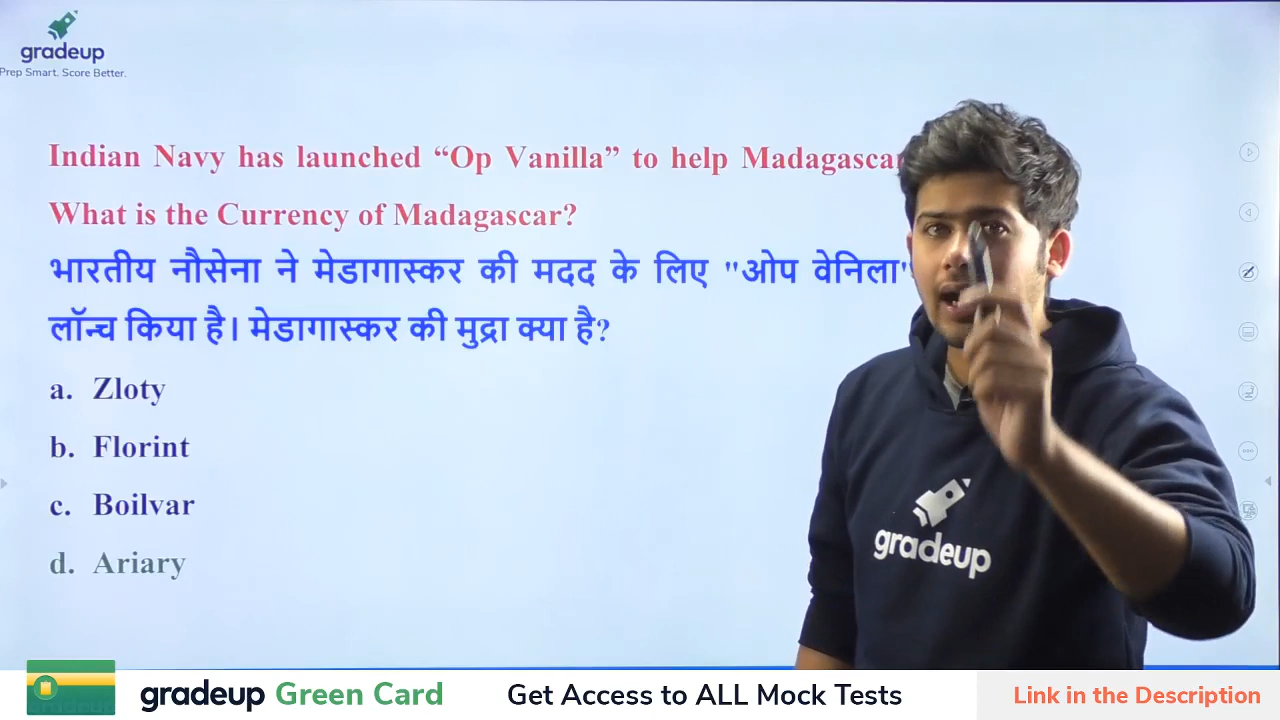 gradeup
Prep Smart. Score Better.
Indian Navy has launched “Op Vanilla” to help Madagascar
What is the Currency of Madagascar?
भारतीय नौसेना ने मेडागास्कर की मदद के लिए "ओप वेनिला"
लॉन्च किया है। मेडागास्कर की मुद्रा क्या है?
a. Zloty
b. Florint
c. Boilvar
d. Ariary
gradeup
gradeup Green Card
Get Access to ALL Mock Tests
Link in the Description